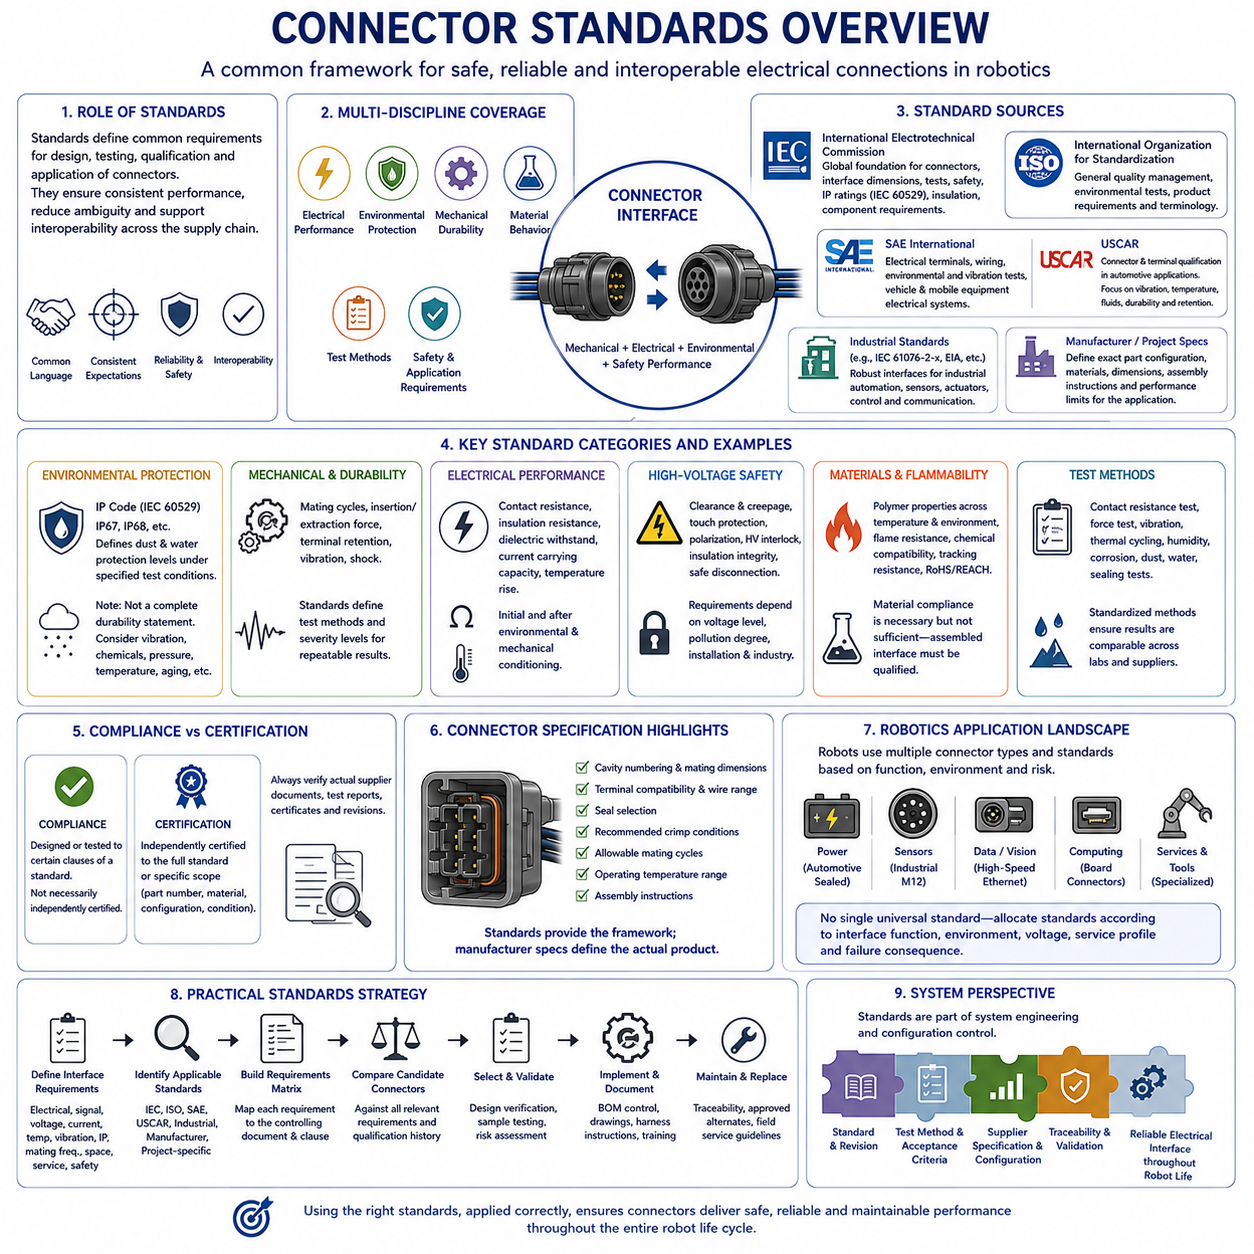 CONNECTOR STANDARDS OVERVIEW
A common framework for safe, reliable and interoperable electrical connections in robotics
1. ROLE OF STANDARDS
Standards define common requirements
for design, testing, qualification and
application of connectors.
They ensure consistent performance,
reduce ambiguity and support
interoperability across the supply chain.
Common
Language
Consistent
Expectations
Reliability &
Safety
Interoperability
2. MULTI-DISCIPLINE COVERAGE
Electrical
Performance
Environmental
Protection
Mechanical
Durability
Material
Behavior
Test Methods
Safety &
Application
Requirements
CONNECTOR
INTERFACE
Mechanical + Electrical + Environmental
+ Safety Performance
3. STANDARD SOURCES
IEC
International Electrotechnical
Commission
Global foundation for connectors,
interface dimensions, tests, safety,
IP ratings (IEC 60529), insulation,
component requirements.
ISO
International Organization
for Standardization
General quality management,
environmental tests, product
requirements and terminology.
SAE
INTERNATIONAL.
SAE International
Electrical terminals, wiring,
environmental and vibration tests,
vehicle & mobile equipment
electrical systems.
USCAR
USCAR
Connector & terminal qualification
in automotive applications.
Focus on vibration, temperature,
fluids, durability and retention.
Industrial Standards
(e.g., IEC 61076-2-x, EIA, etc.)
Robust interfaces for industrial
automation, sensors, actuators,
control and communication.
Manufacturer / Project Specs
Define exact part configuration,
materials, dimensions, assembly
instructions and performance
limits for the application.
4. KEY STANDARD CATEGORIES AND EXAMPLES
ENVIRONMENTAL PROTECTION
IP Code (IEC 60529)
IP67, IP68, etc.
Defines dust & water
protection levels under
specified test conditions.
Note: Not a complete
durability statement.
Consider vibration,
chemicals, pressure,
temperature, aging, etc.
MECHANICAL & DURABILITY
Mating cycles, insertion/
extraction force,
terminal retention,
vibration, shock.
Standards define
test methods and
severity levels for
repeatable results.
ELECTRICAL PERFORMANCE
Contact resistance,
insulation resistance,
dielectric withstand,
current carrying
capacity, temperature
rise.
Ω
Initial and after
environmental &
mechanical
conditioning.
HIGH-VOLTAGE SAFETY
Clearance & creepage,
touch protection,
polarization, HV interlock,
insulation integrity,
safe disconnection.
Requirements depend
on voltage level,
pollution degree,
installation & industry.
MATERIALS & FLAMMABILITY
Polymer properties across
temperature & environment,
flame resistance, chemical
compatibility, tracking
resistance, RoHS/REACH.
Material compliance
is necessary but not
sufficient—assembled
interface must be
qualified.
TEST METHODS
Contact resistance test,
force test, vibration,
thermal cycling, humidity,
corrosion, dust, water,
sealing tests.
Standardized methods
ensure results are
comparable across
labs and suppliers.
5. COMPLIANCE vs CERTIFICATION
COMPLIANCE
Designed or tested to
certain clauses of a
standard.
Not necessarily
independently certified.
CERTIFICATION
Independently certified
to the full standard
or specific scope
(part number, material,
configuration, condition).
Always verify actual supplier
documents, test reports,
certificates and revisions.
6. CONNECTOR SPECIFICATION HIGHLIGHTS
Cavity numbering & mating dimensions
Terminal compatibility & wire range
Seal selection
Recommended crimp conditions
Allowable mating cycles
Operating temperature range
Assembly instructions
Standards provide the framework;
manufacturer specs define the actual product.
7. ROBOTICS APPLICATION LANDSCAPE
Robots use multiple connector types and standards
based on function, environment and risk.
Power
(Automotive
Sealed)
Sensors
(Industrial
M12)
Data / Vision
(High-Speed
Ethernet)
Computing
(Board
Connectors)
Services &
Tools
(Specialized)
No single universal standard—allocate standards according
to interface function, environment, voltage, service profile
and failure consequence.
8. PRACTICAL STANDARDS STRATEGY
Define Interface
Requirements
Electrical, signal,
voltage, current,
temp, vibration, IP,
mating freq., space,
service, safety
Identify Applicable
Standards
IEC, ISO, SAE,
USCAR, Industrial,
Manufacturer,
Project-specific
Build Requirements
Matrix
Map each requirement
to the controlling
document & clause
Compare Candidate
Connectors
Against all relevant
requirements and
qualification history
Select & Validate
Design verification,
sample testing,
risk assessment
Implement &
Document
BOM control,
drawings, harness
instructions, training
Maintain & Replace
Traceability, approved
alternates, field
service guidelines
9. SYSTEM PERSPECTIVE
Standards are part of system engineering
and configuration control.
Standard
& Revision
Test Method &
Acceptance
Criteria
Supplier
Specification &
Configuration
Traceability &
Validation
Reliable Electrical
Interface
throughout
Robot Life
Using the right standards, applied correctly, ensures connectors deliver safe, reliable and maintainable performance
throughout the entire robot life cycle.